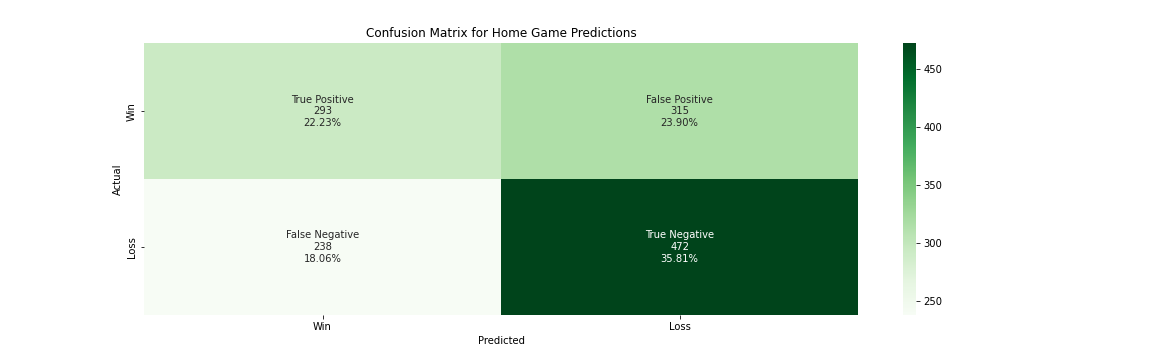 Confusion Matrix for Home Game Predictions
True Positive
293
22.23%
False Positive
315
23.90%
False Negative
238
18.06%
True Negative
472
35.81%
Actual
Win
Loss
Win
Loss
Predicted
450
400
350
300
250